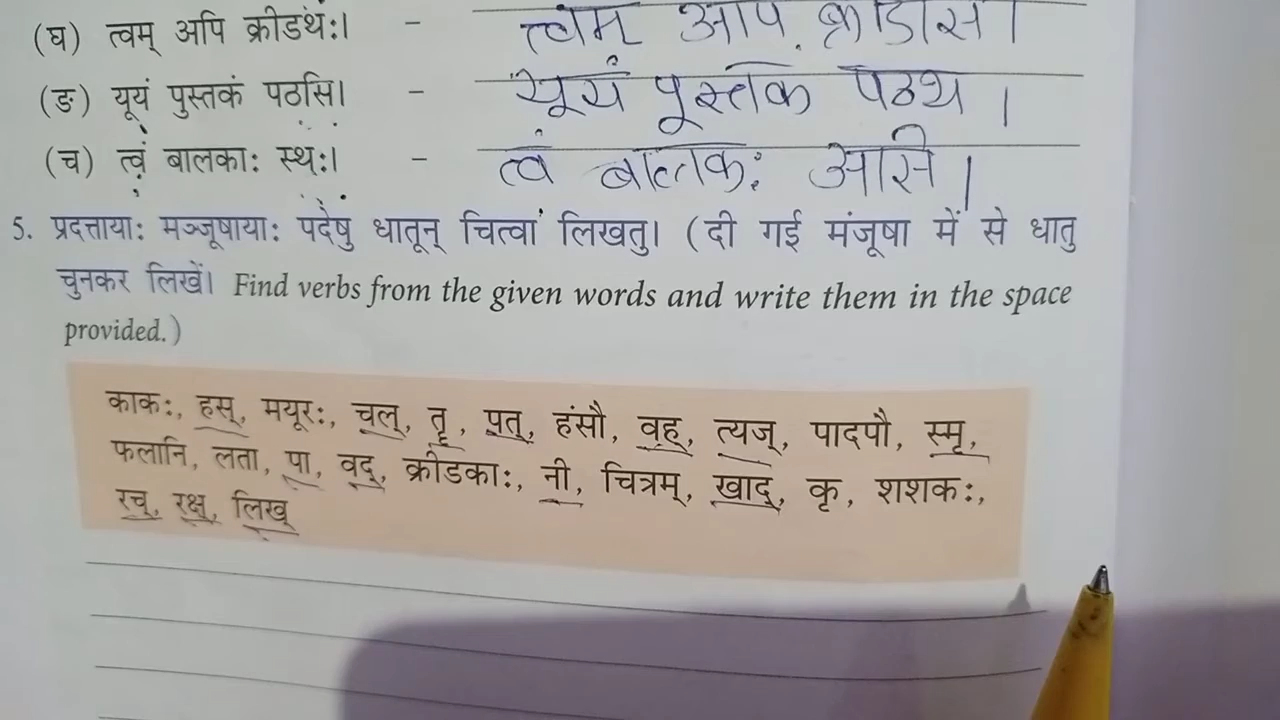 (घ) त्वम् अपि क्रीडथः। - त्वम् अपि क्रीडसि।
(ङ) यूयं पुस्तकं पठसि। - यूयं पुस्तकं पठथ।
(च) त्वं बालकाः स्थः। - त्वं बालकः असि।
5. प्रदत्तायाः मञ्जूषायाः पदेषु धातून् चित्वा लिखतु। (दी गई मंजूषा में से धातु
चुनकर लिखें। Find verbs from the given words and write them in the space
provided.)
काकः, हस्, मयूरः, चल्, तॄ, पत्, हंसौ, वह्, त्यज्, पादपौ, स्मृ,
फलानि, लता, पा, वद्, क्रीडकाः, नी, चित्रम्, खाद्, कृ, शशकः,
रच्, रक्ष्, लिख्